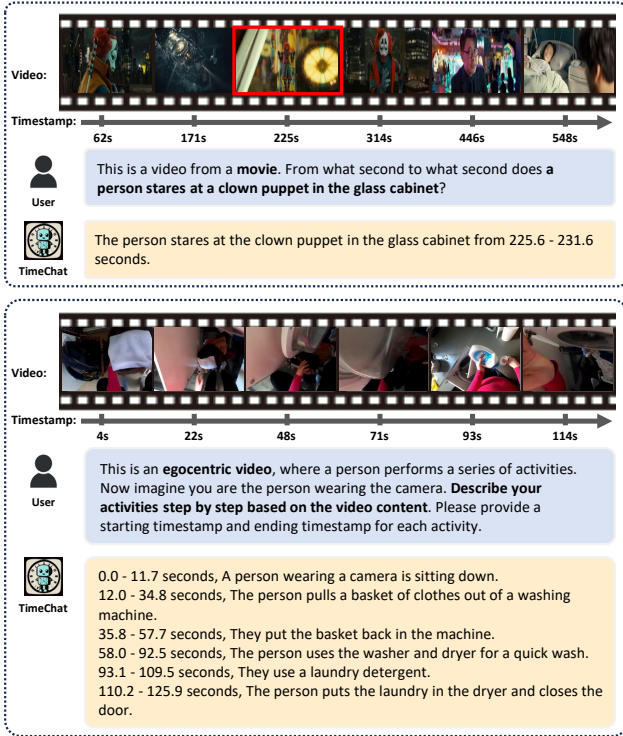 Video:
Timestamp:
62s 171s 225s 314s 446s 548s
User
This is a video from a movie. From what second to what second does a
person stares at a clown puppet in the glass cabinet?
TimeChat
The person stares at the clown puppet in the glass cabinet from 225.6 - 231.6
seconds.
Video:
Timestamp:
4s 22s 48s 71s 93s 114s
User
This is an egocentric video, where a person performs a series of activities.
Now imagine you are the person wearing the camera. Describe your
activities step by step based on the video content. Please provide a
starting timestamp and ending timestamp for each activity.
TimeChat
0.0 - 11.7 seconds, A person wearing a camera is sitting down.
12.0 - 34.8 seconds, The person pulls a basket of clothes out of a washing
machine.
35.8 - 57.7 seconds, They put the basket back in the machine.
58.0 - 92.5 seconds, The person uses the washer and dryer for a quick wash.
93.1 - 109.5 seconds, They use a laundry detergent.
110.2 - 125.9 seconds, The person puts the laundry in the dryer and closes the
door.